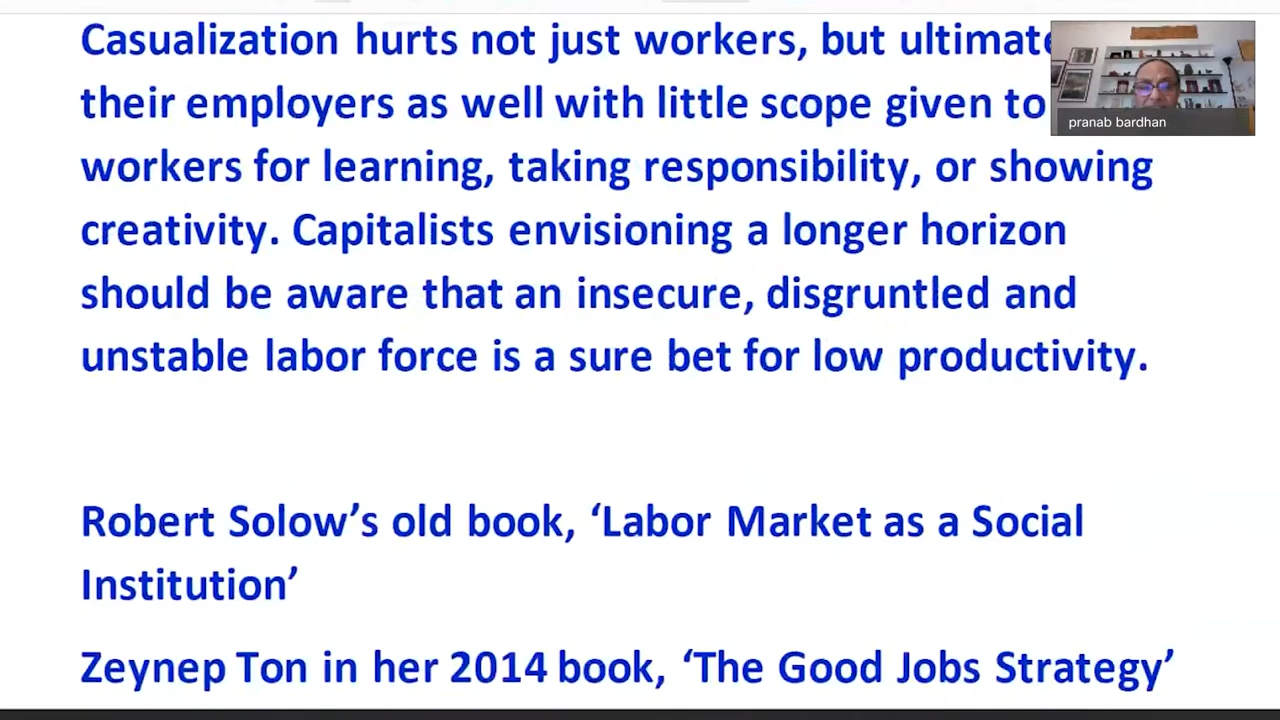 Casualization hurts not just workers, but ultimate
their employers as well with little scope given to
pranab bardhan
workers for learning, taking responsibility, or showing
creativity. Capitalists envisioning a longer horizon
should be aware that an insecure, disgruntled and
unstable labor force is a sure bet for low productivity.
Robert Solow’s old book, ‘Labor Market as a Social
Institution’
Zeynep Ton in her 2014 book, ‘The Good Jobs Strategy’